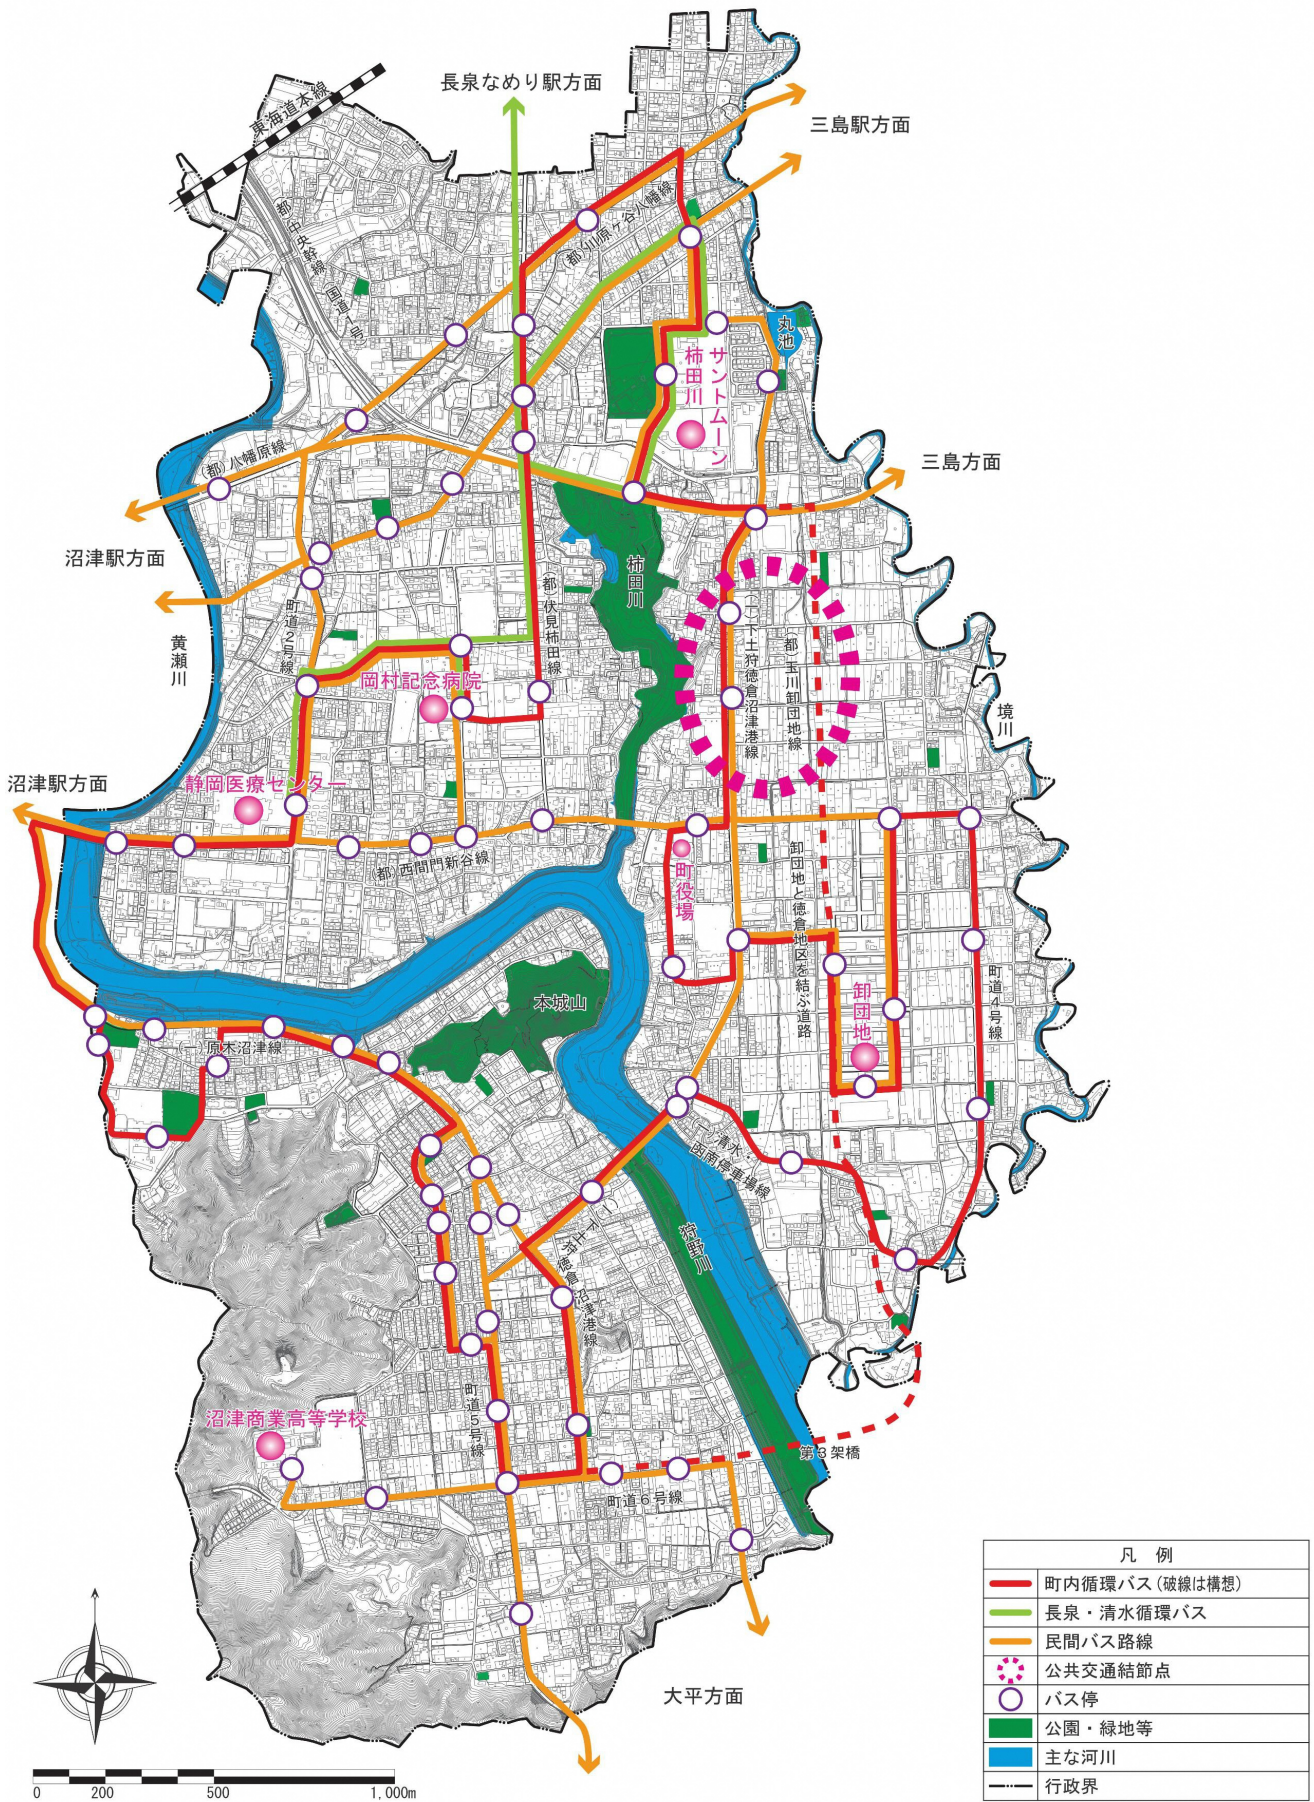 長泉なめり駅方面
東海道本線
三島駅方面
(都)中央幹線
国道1号
(都)川原ヶ谷八幡線
丸池
サントムーン
柿田川
(都)八幡原線
三島方面
沼津駅方面
柿田川
(都)伏見柿田線
町道2号線
(一)下土狩徳倉沼津港線
(都)玉川卸団地線
黄瀬川
岡村記念病院
境川
静岡医療センター
沼津駅方面
(都)西間門新谷線
町役場
卸団地と徳倉地区を結ぶ道路
町道4号線
卸団地
本城山
(一)原木沼津線
(一)清水・
函南停車場線
狩野川
(一)下土狩徳倉沼津港線
町道5号線
沼津商業高等学校
第3架橋
町道6号線
大平方面
凡 例
町内循環バス(破線は構想)
長泉・清水循環バス
民間バス路線
公共交通結節点
バス停
公園・緑地等
主な河川
行政界
0 200 500 1,000m